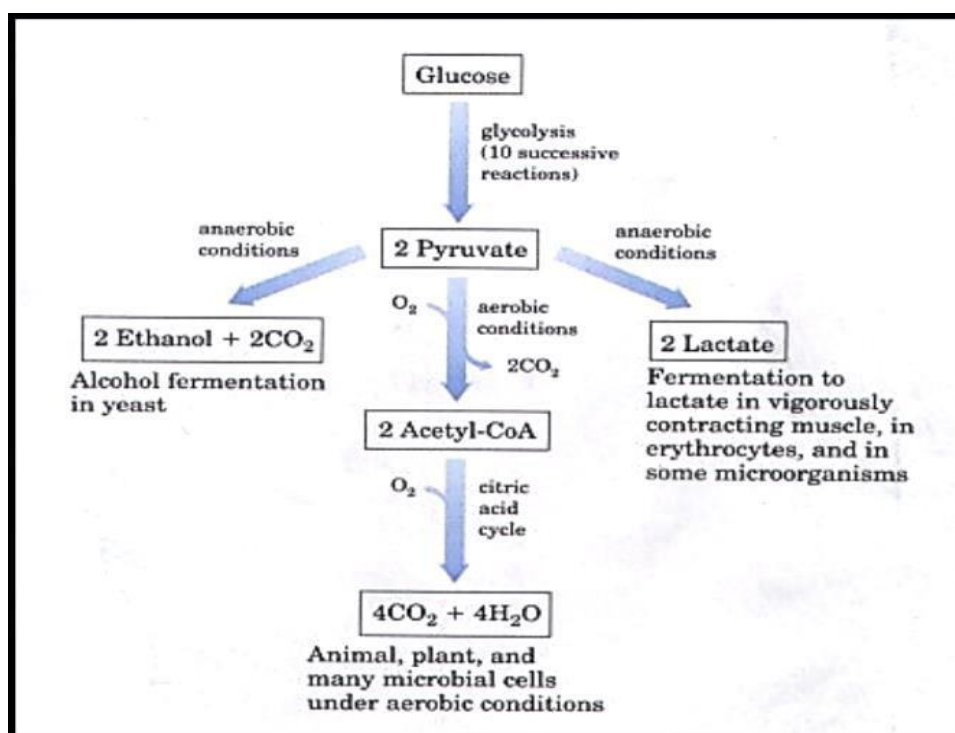 Glucose
glycolysis
(10 successive
reactions)
anaerobic
conditions
2 Pyruvate
anaerobic
conditions
O₂
aerobic
conditions
2CO₂
2 Ethanol + 2CO₂
Alcohol fermentation
in yeast
2 Lactate
Fermentation to
lactate in vigorously
contracting muscle, in
erythrocytes, and in
some microorganisms
2 Acetyl-CoA
O₂
citric
acid
cycle
4CO₂ + 4H₂O
Animal, plant, and
many microbial cells
under aerobic conditions